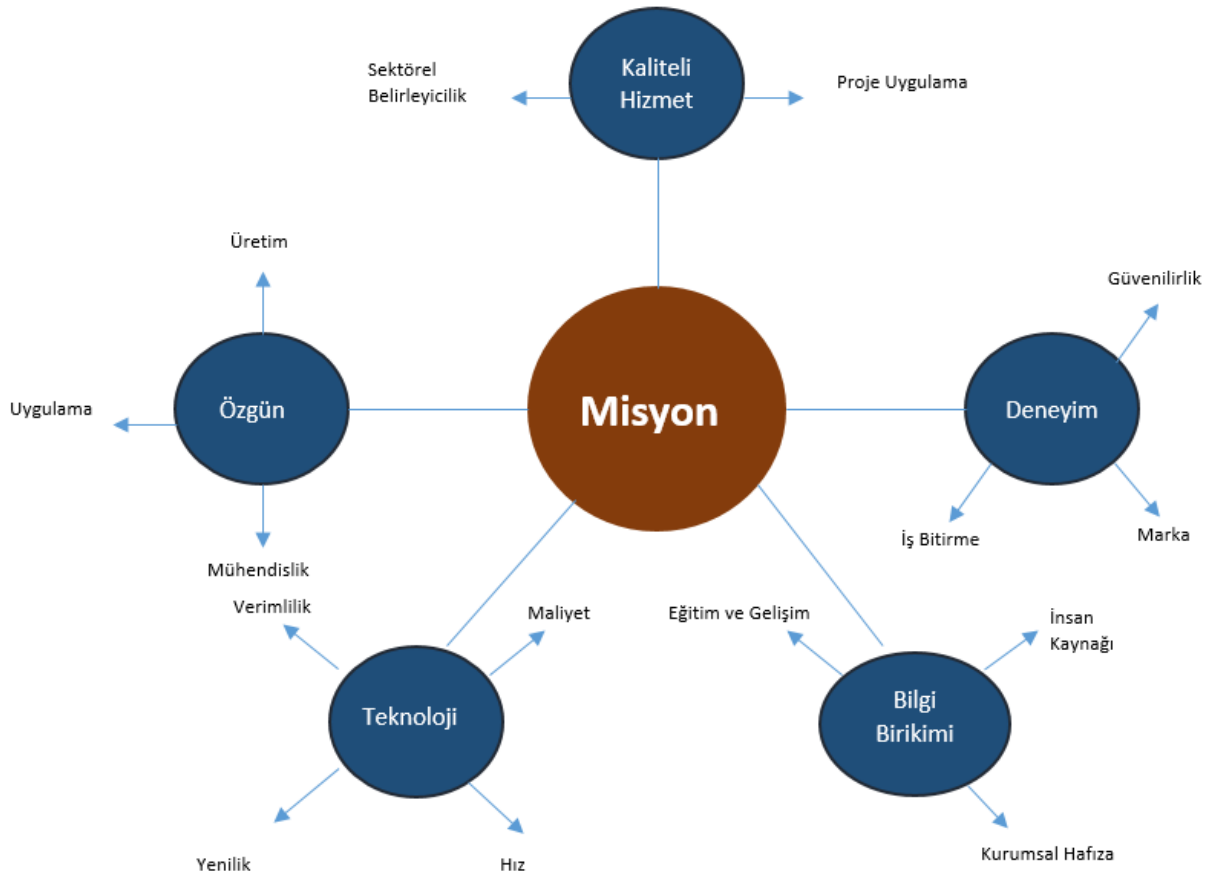 Kaliteli
Hizmet
Sektörel
Belirleyicilik
Proje Uygulama
Üretim
Güvenilirlik
Uygulama
Özgün
Misyon
Deneyim
İş Bitirme
Marka
Mühendislik
Verimlilik
Maliyet
Eğitim ve Gelişim
İnsan
Kaynağı
Teknoloji
Bilgi
Birikimi
Yenilik
Hız
Kurumsal Hafıza